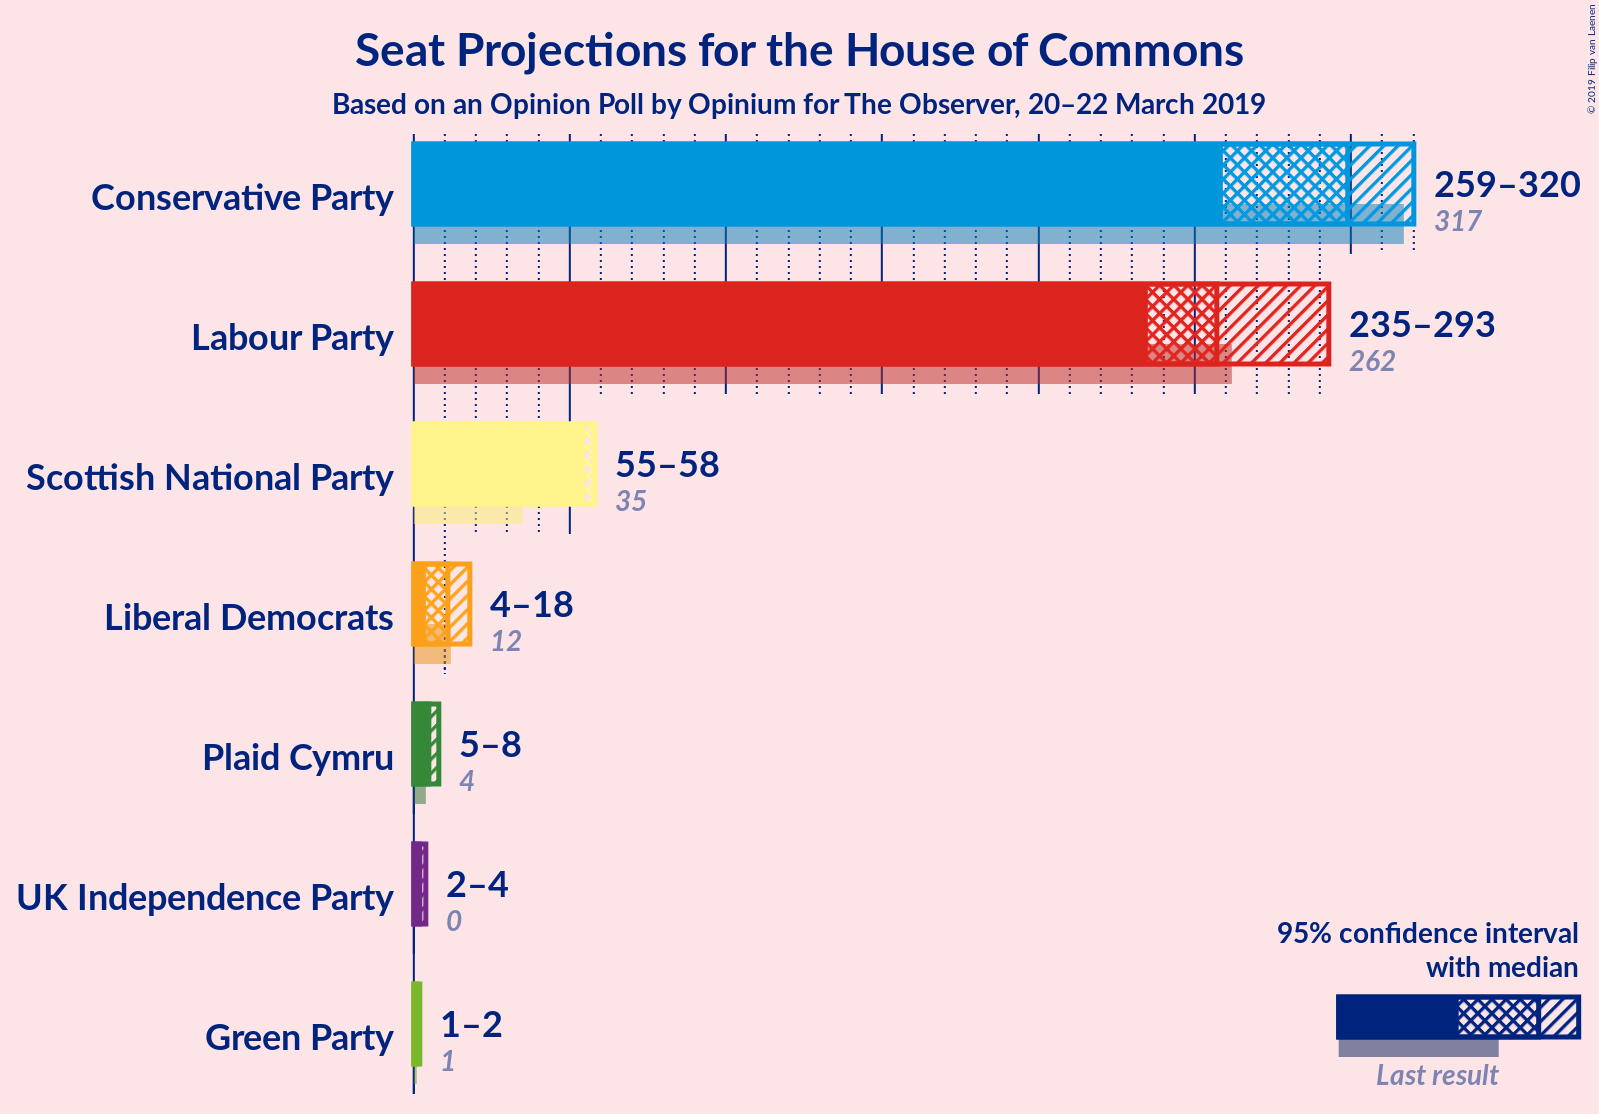 Seat Projections for the House of Commons
Based on an Opinion Poll by Opinium for The Observer, 20–22 March 2019
© 2019 Filip van Laenen
Conservative Party
259–320
317
Labour Party
235–293
262
Scottish National Party
55–58
35
Liberal Democrats
4–18
12
Plaid Cymru
5–8
4
UK Independence Party
2–4
0
Green Party
1–2
1
95% confidence interval
with median
Last result